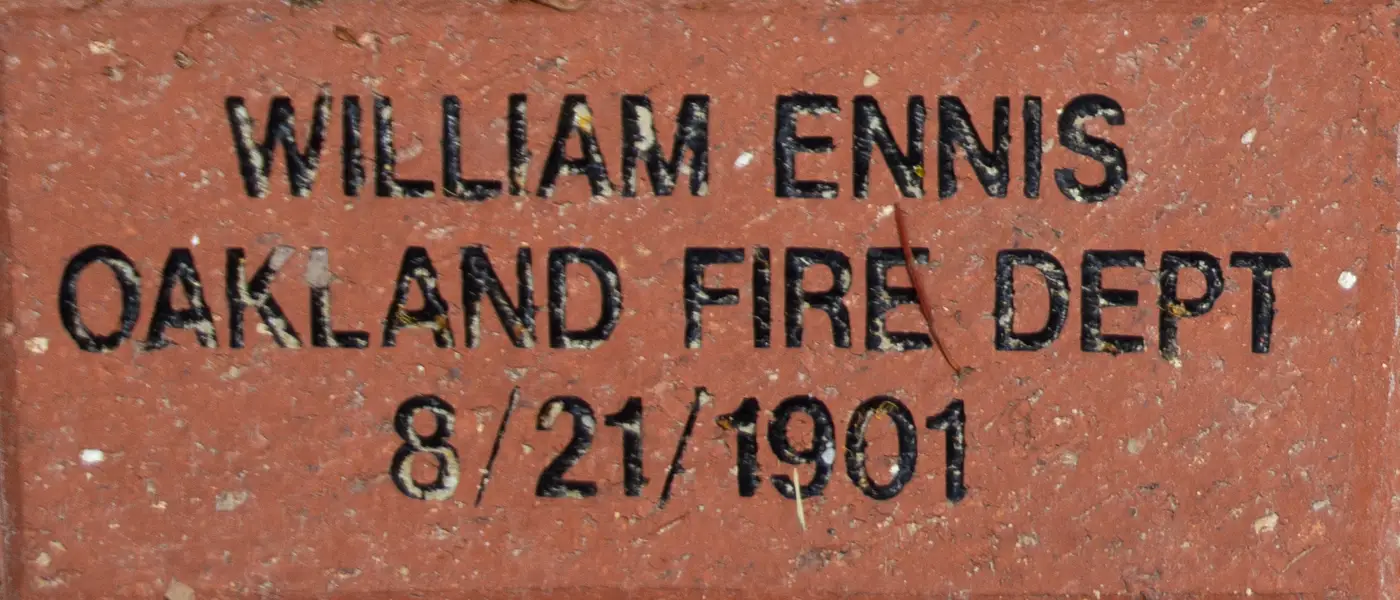 WILLIAM ENNIS
OAKLAND FIRE DEPT
8/21/1901